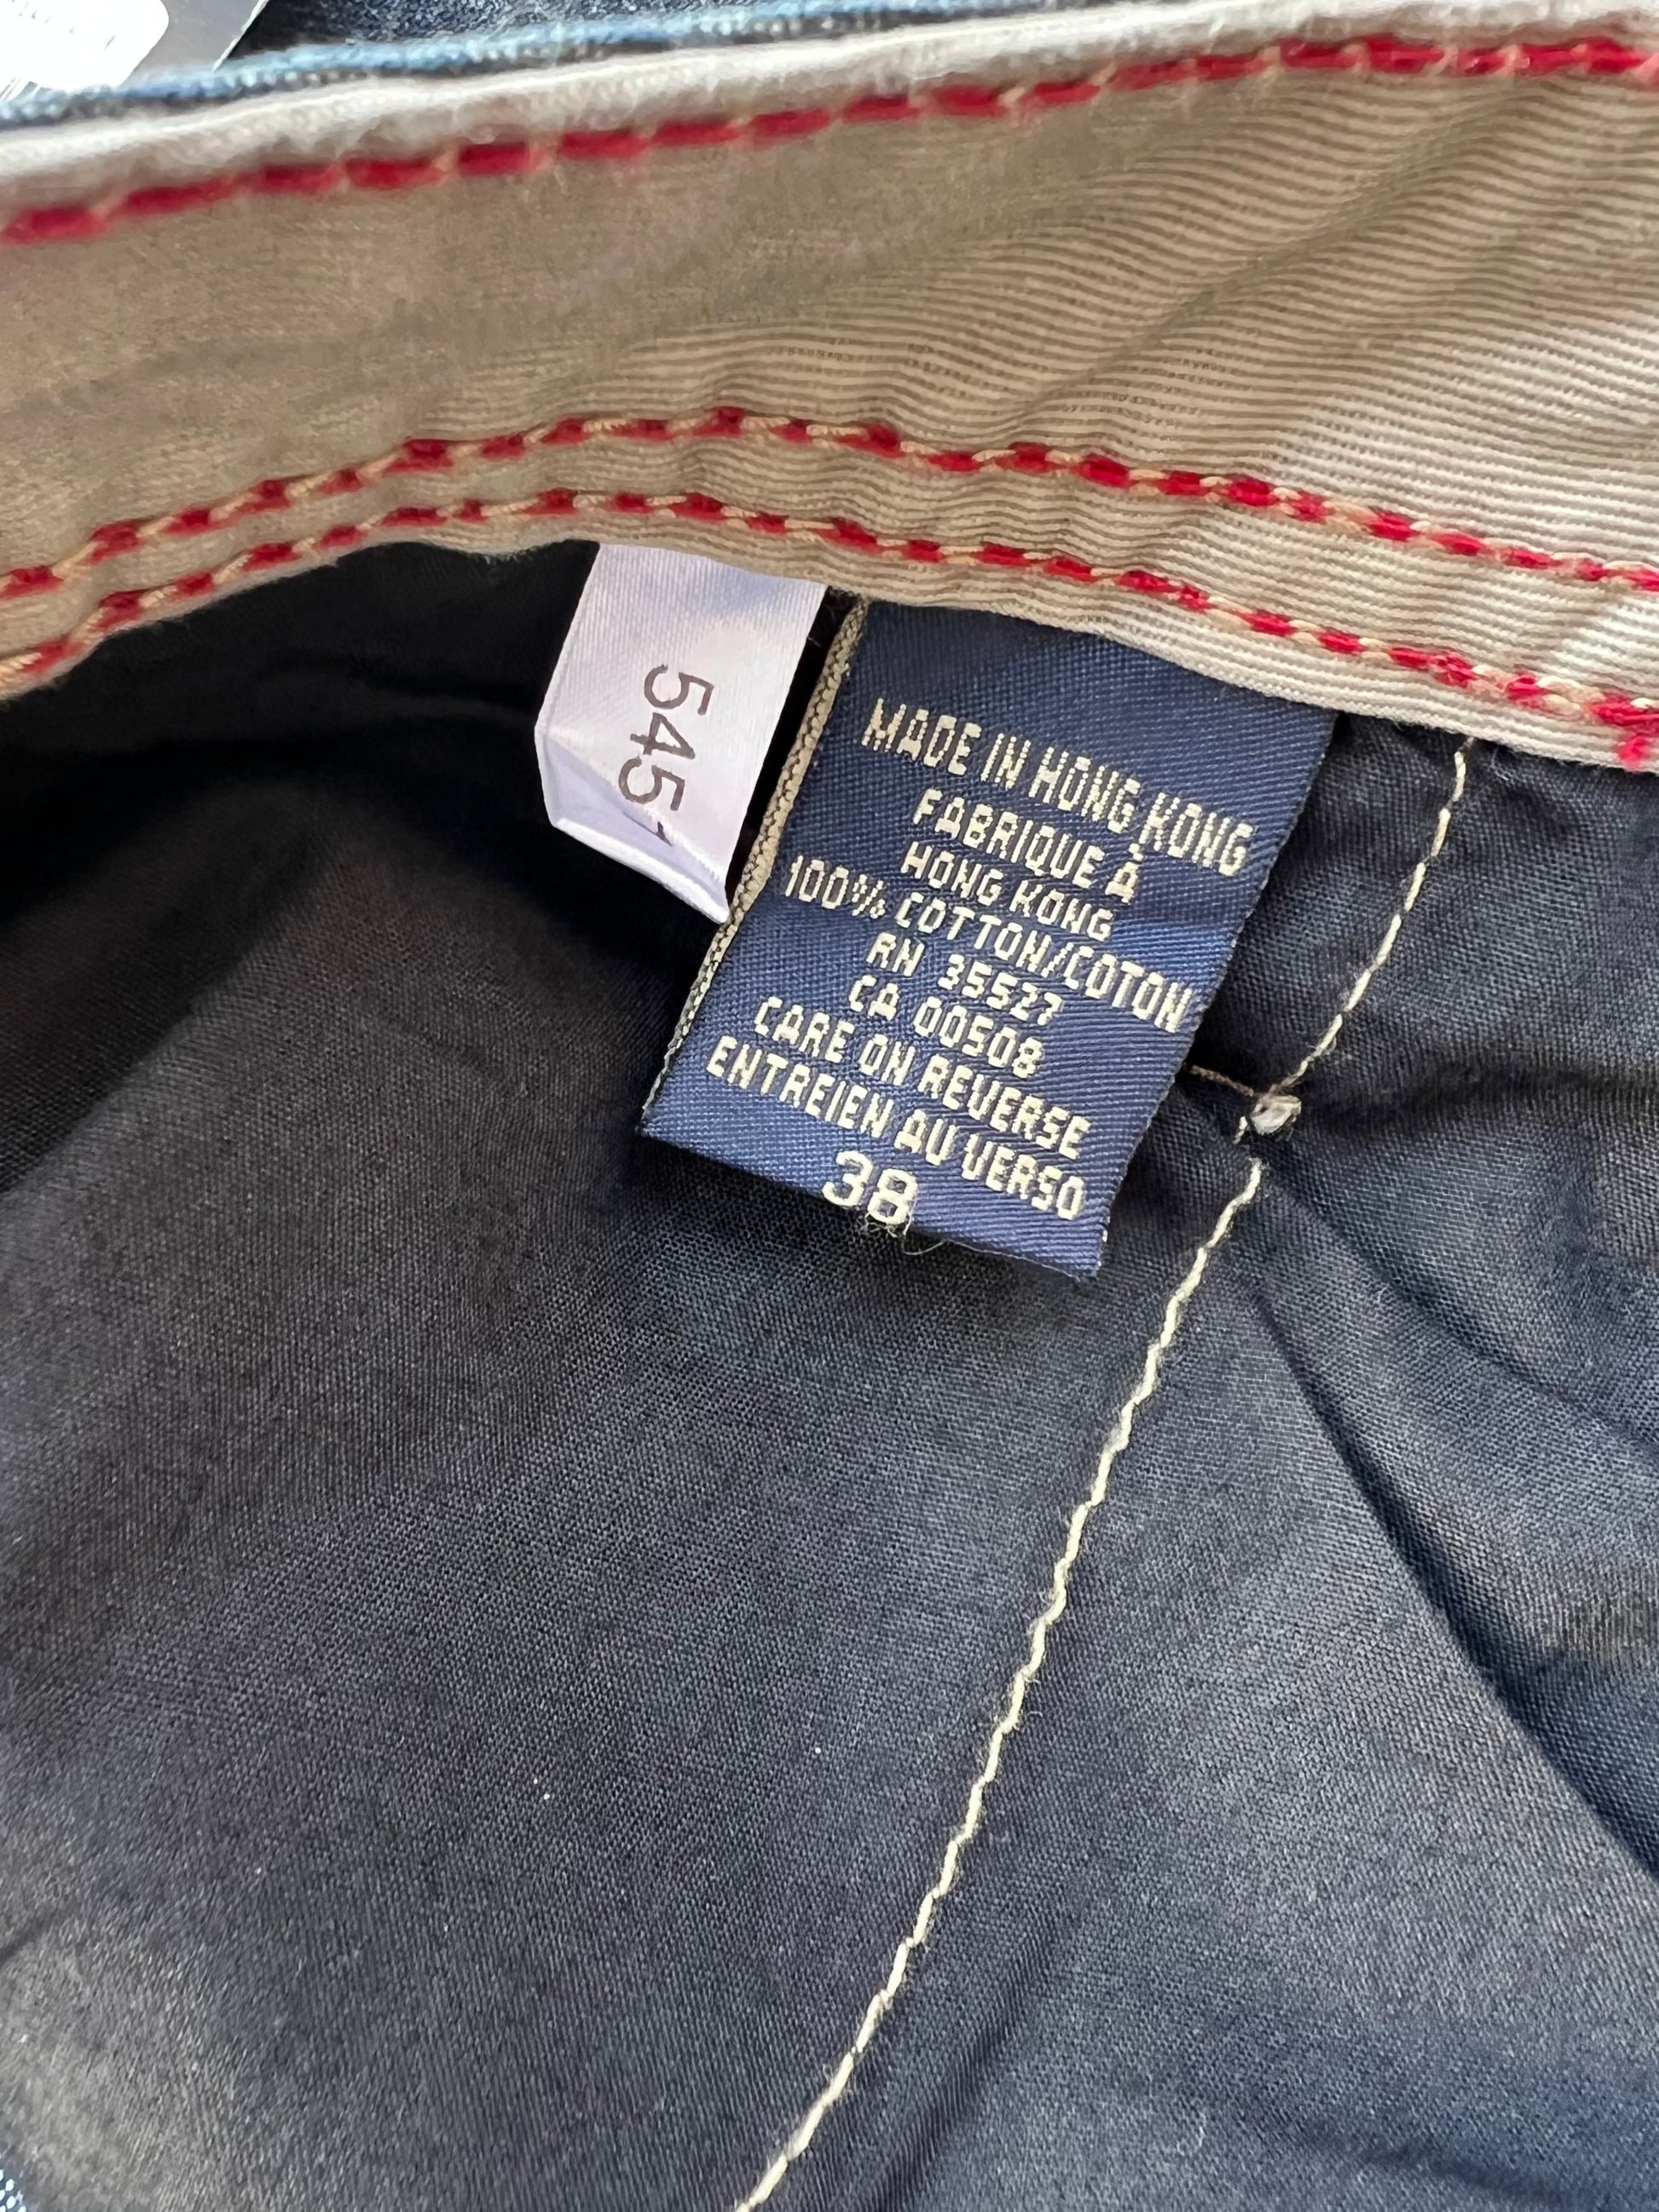 545-
MADE IN HONG KONG
FABRIQUE À
HONG KONG
100% COTTON/COTON
RN 35527
CA 00508
CARE ON REVERSE
ENTREIEN AU VERSO
38